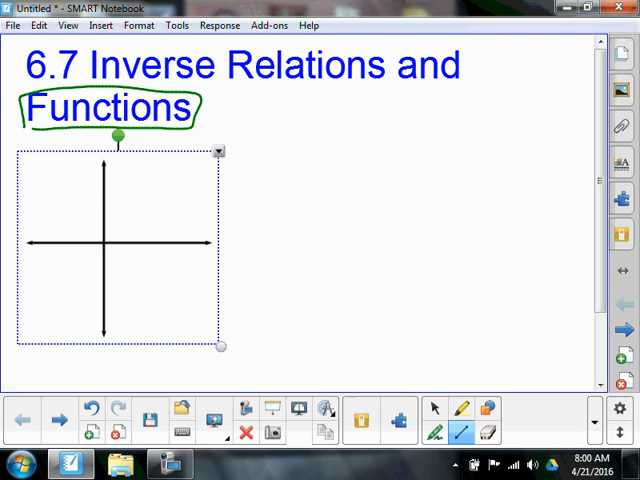 Untitled * - SMART Notebook
File Edit View Insert Format Tools Response Add-ons Help
6.7 Inverse Relations and
Functions
8:00 AM
4/21/2016